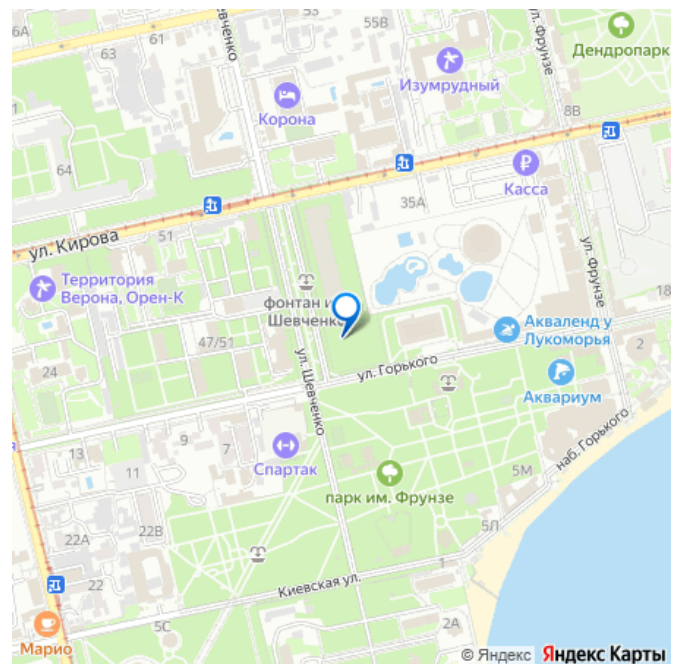 6А
63
61
53
55В
ул. Фрунзе
Дендропарк
Изумрудный
Корона
8В
64
Касса
35А
ул. Кирова
51
Территория
Верона, Орен-К
фонтан и
Шевченко
ул. Фрунзе
18
Акваленд у
Лукоморья
2
24
47/51
ул. Шевченко
ул. Горького
Аквариум
наб. Горького
9
7
13
11
Спартак
5М
парк им. Фрунзе
22В
22А
5Л
22
Киевская ул.
1
Марио
5С
2А
© Яндекс Яндекс Карты